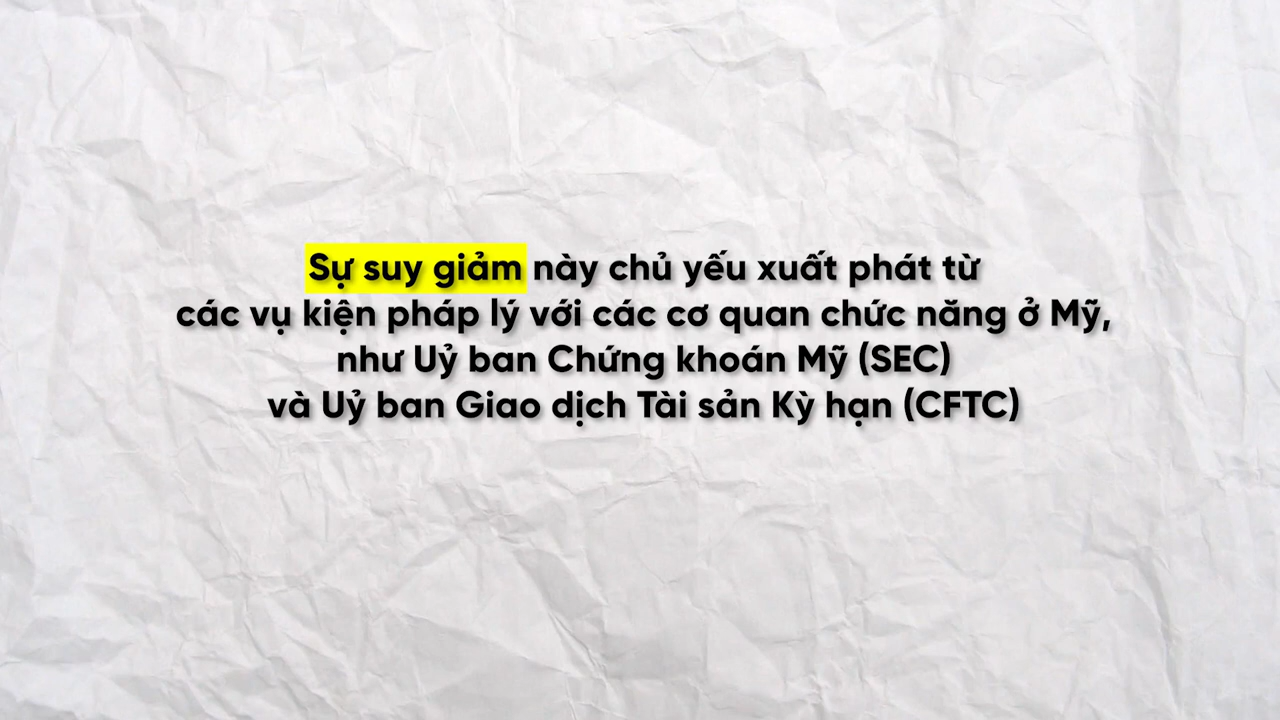 Sự suy giảm này chủ yếu xuất phát từ
các vụ kiện pháp lý với các cơ quan chức năng ở Mỹ,
như Uỷ ban Chứng khoán Mỹ (SEC)
và Uỷ ban Giao dịch Tài sản Kỳ hạn (CFTC)